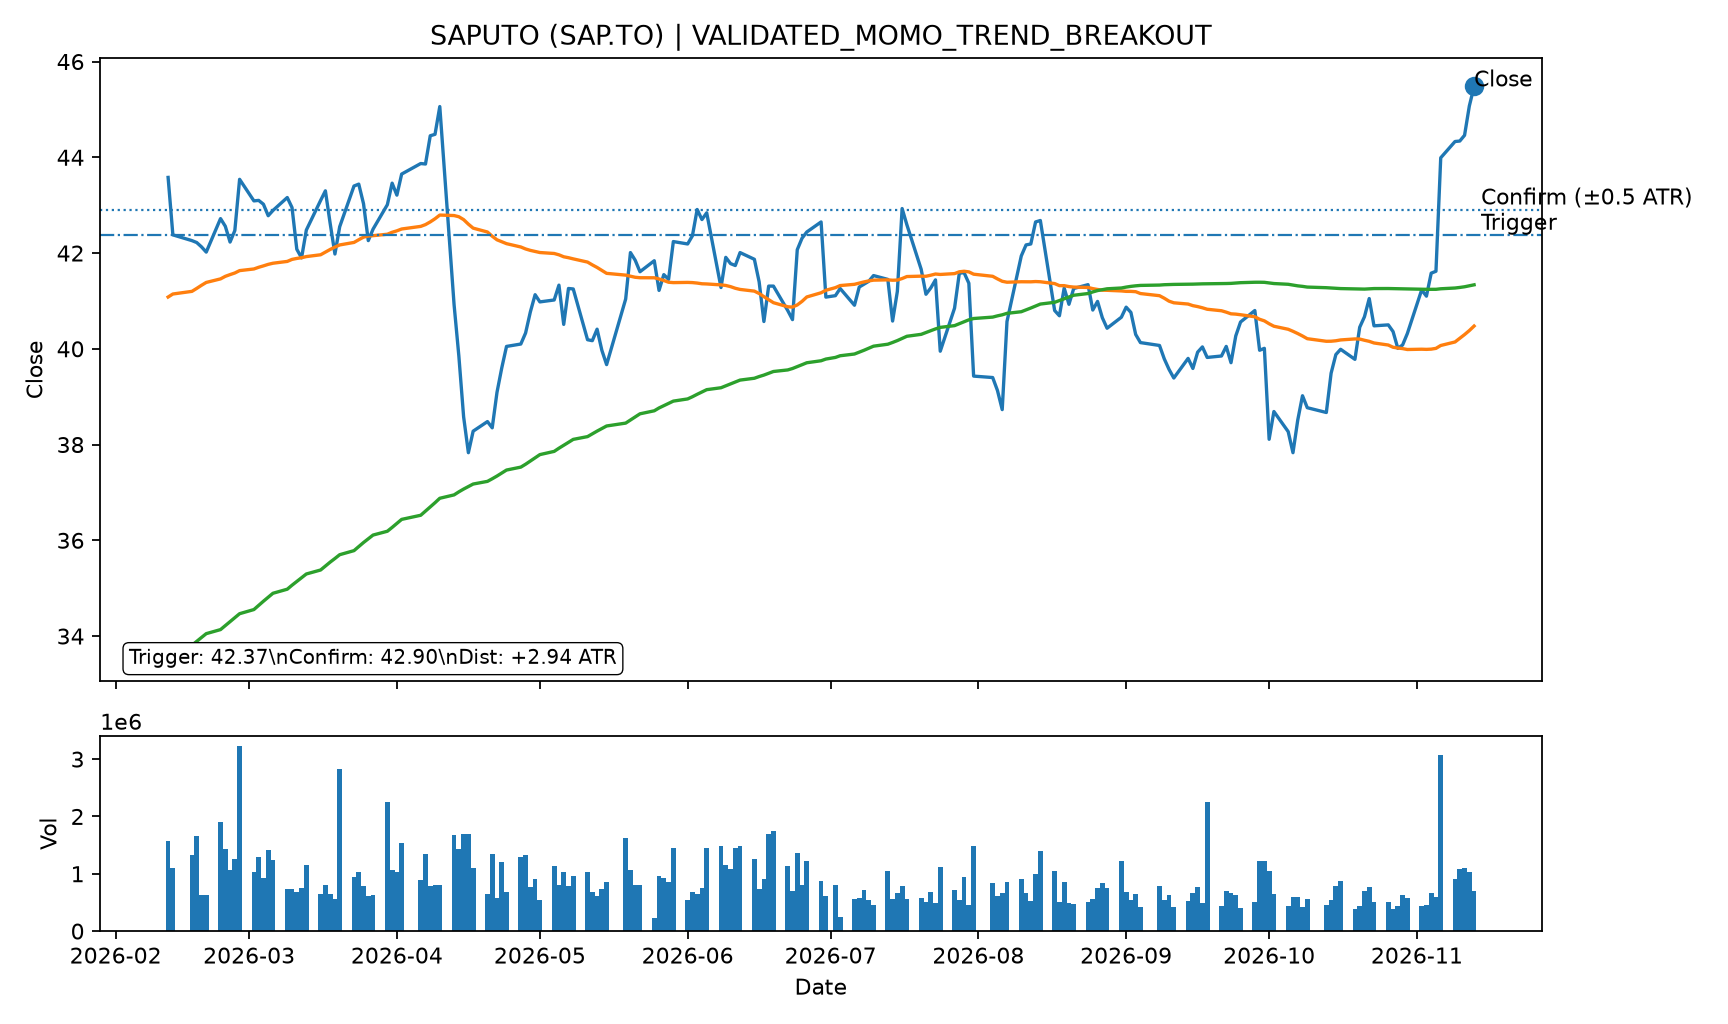 SAPUTO (SAP.TO) | VALIDATED_MOMO_TREND_BREAKOUT
Close
46
44
42
40
38
36
34
Close
Confirm (±0.5 ATR)
Trigger
Trigger: 42.37\nConfirm: 42.90\nDist: +2.94 ATR
1e6
Vol
3
2
1
0
2026-02 2026-03 2026-04 2026-05 2026-06 2026-07 2026-08 2026-09 2026-10 2026-11
Date